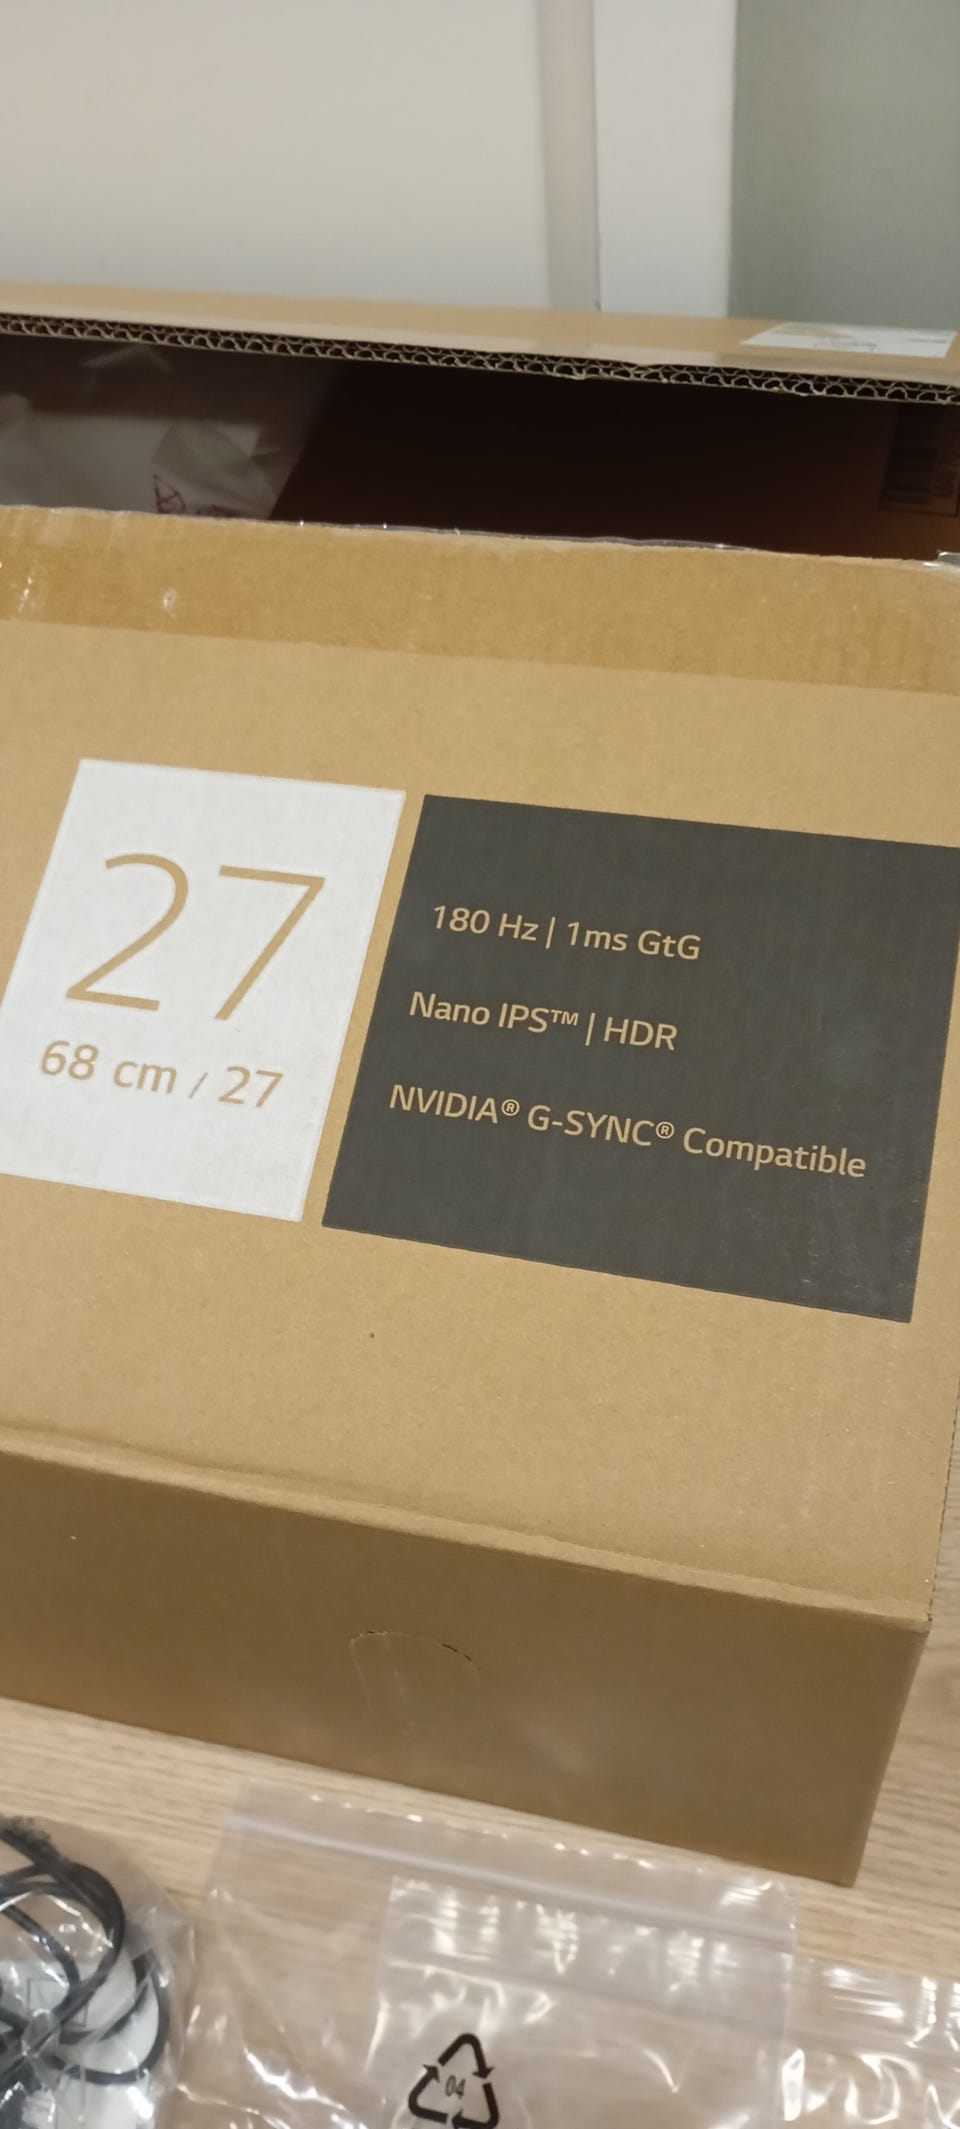 27
68 cm / 27
180 Hz | 1ms GtG
Nano IPS™ | HDR
NVIDIA® G-SYNC® Compatible
04